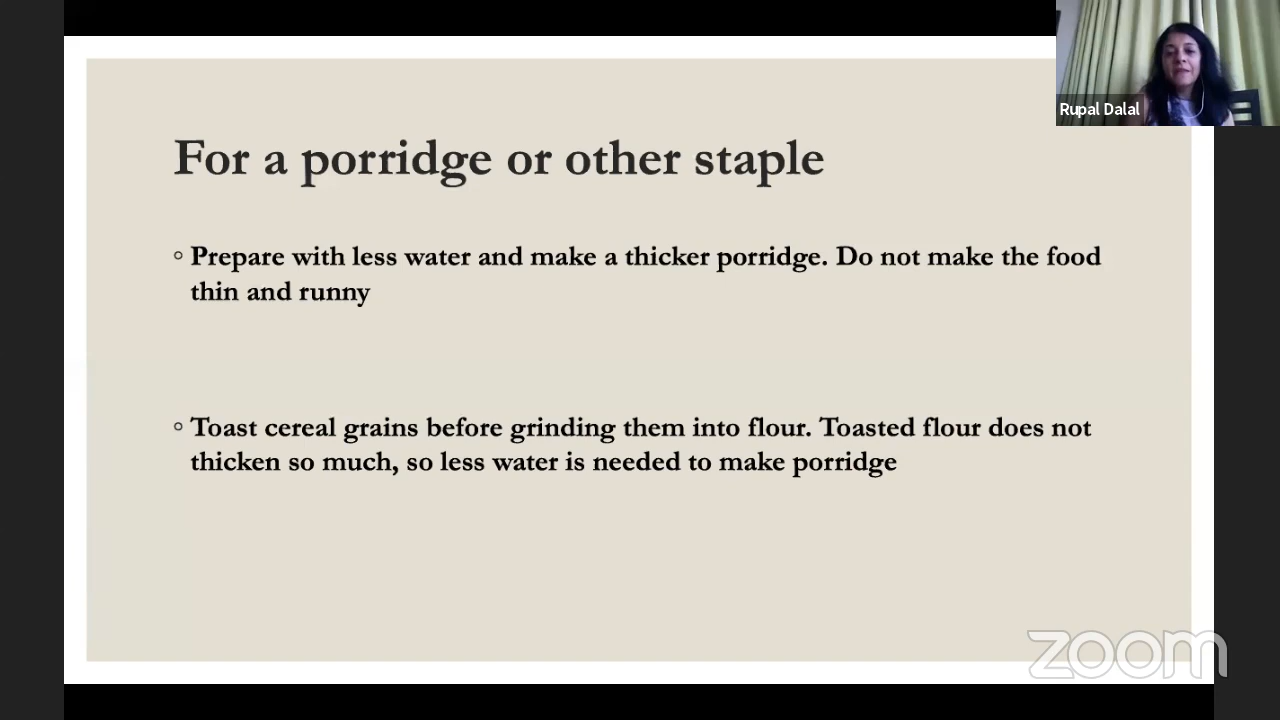 Rupal Dalal
For a porridge or other staple
◦ Prepare with less water and make a thicker porridge. Do not make the food
thin and runny
◦ Toast cereal grains before grinding them into flour. Toasted flour does not
thicken so much, so less water is needed to make porridge
zoom